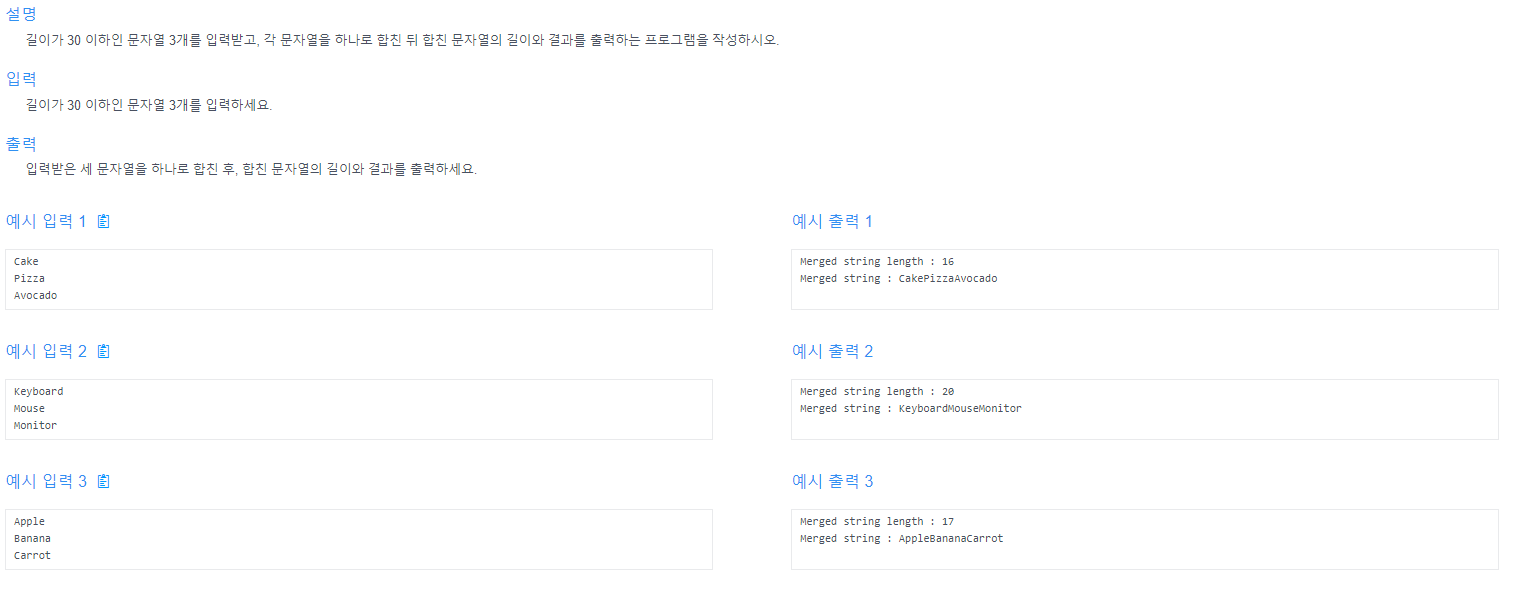 설명
길이가 30 이하인 문자열 3개를 입력받고, 각 문자열을 하나로 합친 뒤 합친 문자열의 길이와 결과를 출력하는 프로그램을 작성하시오.
입력
길이가 30 이하인 문자열 3개를 입력하세요.
출력
입력받은 세 문자열을 하나로 합친 후, 합친 문자열의 길이와 결과를 출력하세요.
예시 입력 1
Cake
Pizza
Avocado
예시 출력 1
Merged string length : 16
Merged string : CakePizzaAvocado
예시 입력 2
Keyboard
Mouse
Monitor
예시 출력 2
Merged string length : 20
Merged string : KeyboardMouseMonitor
예시 입력 3
Apple
Banana
Carrot
예시 출력 3
Merged string length : 17
Merged string : AppleBananaCarrot